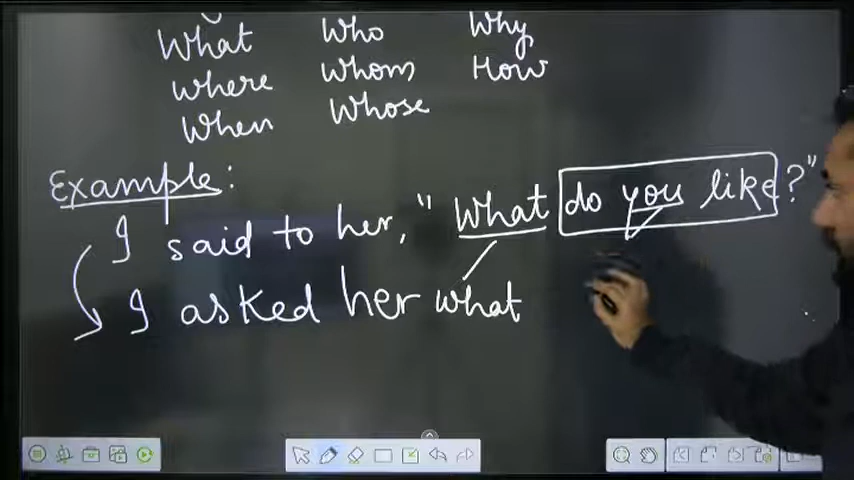 What Who Why
Where Whom How
When Whose
Example:
I said to her, "What do you like?"
I asked her what